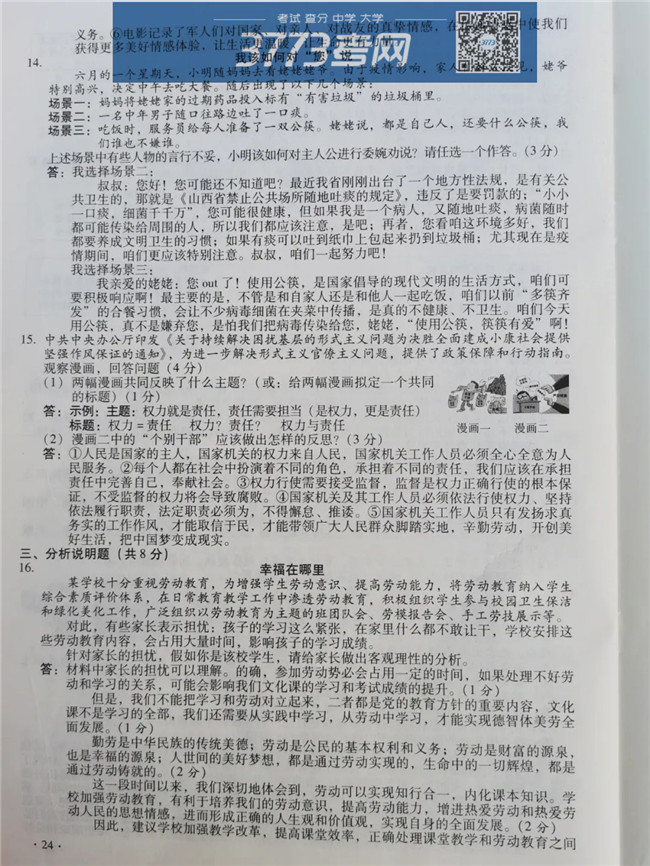 考试 查分 中学 大学
3773考网
义务。⑥电影记录了军人们对国家、对亲人、对战友的真挚情感，在
中使我们
获得更多美好情感体验，让生活更温暖，
14.
我该如何对“您”说
六月的一个星期天，小明随妈妈去看姥姥姥爷。由于疫情影响，家人
见，姥爷
特别高兴，决定中午去吃大餐。随后出现了以下几个场景：
场景一：妈妈将姥姥家的过期药品投入标有“有害垃圾”的垃圾桶里。
场景二：一名中年男子随口往路边吐了一口痰。
场景三：吃饭时，服务员给每人准备了一双公筷。姥姥说，都是自己人，还要什么公筷，我
们谁也不嫌谁。
上述场景中有些人物的言行不妥，小明该如何对主人公进行委婉劝说？请任选一个作答。（3 分）
答：我选择场景二：
叔叔：您好！您可能还不知道吧？最近我省刚刚出台了一个地方性法规，是有关公
共卫生的，那就是《山西省禁止公共场所随地吐痰的规定》，违反了是要罚款的；“小小
一口痰，细菌千千万”，您可能很健康，但如果我是一个病人，又随地吐痰，病菌随时
都可能传染给周围的人，所以我们都应该注意，是吧；再者，您看咱这环境多好，我们
都要养成文明卫生的习惯；如果有痰可以吐到纸巾上包起来扔到垃圾桶；尤其现在是疫
情期间，咱们更应该特别注意。叔叔，咱们一起努力吧！
我选择场景三：
我亲爱的姥姥：您out了！使用公筷，是国家倡导的现代文明的生活方式，咱们可
要积极响应啊！最主要的是，不管是和自家人还是和他人一起吃饭，咱们以前“多筷齐
发”的合餐习惯，会让不少病毒细菌在夹菜中传播，是真的不健康、不卫生。咱们今天
用公筷，真不是嫌弃您，是怕我们把病毒传染给您，姥姥，“使用公筷，筷筷有爱”啊！
15. 中共中央办公厅印发《关于持续解决困扰基层的形式主义问题为决胜全面建成小康社会提供
坚强作风保证的通知》，为进一步解决形式主义官僚主义问题，提供了政策保障和行动指南。
观察漫画，回答问题（4 分）
（1）两幅漫画共同反映了什么主题？（或：给两幅漫画拟定一个共同
的标题）（1 分）
答：示例：主题：权力就是责任，责任需要担当（是权力，更是责任）
标题：权力 = 责任 权力？责任？ 权力与责任
漫画一 漫画二
（2）漫画二中的“个别干部”应该做出怎样的反思？（3 分）
答：①人民是国家的主人，国家机关的权力来自人民，国家机关工作人员必须全心全意为人
民服务。②每个人都在社会中扮演着不同的角色，承担着不同的责任，我们应该在承担
责任中完善自己，奉献社会。③权力行使需要接受监督，监督是权力正确行使的根本保
证，不受监督的权力将会导致腐败。④国家机关及其工作人员必须依法行使权力、坚持
依法履行职责，法定职责必须为，不得懈怠、推诿。⑤国家机关工作人员只有发扬求真
务实的工作作风，才能取信于民，才能带领广大人民群众脚踏实地，辛勤劳动，开创美
好生活，把中国梦变成现实。
三、分析说明题（共 8 分）
16.
幸福在哪里
某学校十分重视劳动教育，为增强学生劳动意识、提高劳动能力，将劳动教育纳入学生
综合素质评价体系，在日常教育教学工作中渗透劳动教育，积极组织学生参与校园卫生保洁
和绿化美化工作，广泛组织以劳动教育为主题的班团队会、劳模报告会、手工劳技展示等。
对此，有些家长表示担忧：孩子的学习这么紧张，在家里什么都不敢让干，学校安排这
些劳动教育内容，会占用大量时间，影响孩子的学习成绩。
针对家长的担忧，假如你是该校学生，请给家长做出客观理性的分析。
答：材料中家长的担忧可以理解。的确，参加劳动势必会占用一定的时间，如果处理不好劳
动和学习的关系，可能会影响我们文化课的学习和考试成绩的提升。（1 分）
但是，我们不能把学习和劳动对立起来，二者都是党的教育方针的重要内容，文化
课不是学习的全部，我们还需要从实践中学习，从劳动中学习，才能实现德智体美劳全
面发展。（1 分）
勤劳是中华民族的传统美德；劳动是公民的基本权利和义务；劳动是财富的源泉，
也是幸福的源泉；人世间的美好梦想，都是通过劳动实现的，生命中的一切辉煌，都是
通过劳动铸就的。（2 分）
这一段时间以来，我们深切地体会到，劳动可以实现知行合一，内化课本知识。学
校加强劳动教育，有利于培养我们的劳动意识，提高劳动能力，增进热爱劳动和热爱劳
动人民的思想情感，进而形成正确的人生观和价值观，实现自身的全面发展。（2 分）
因此，建议学校加强教学改革，提高课堂效率，正确处理课堂教学和劳动教育之间
· 24 ·